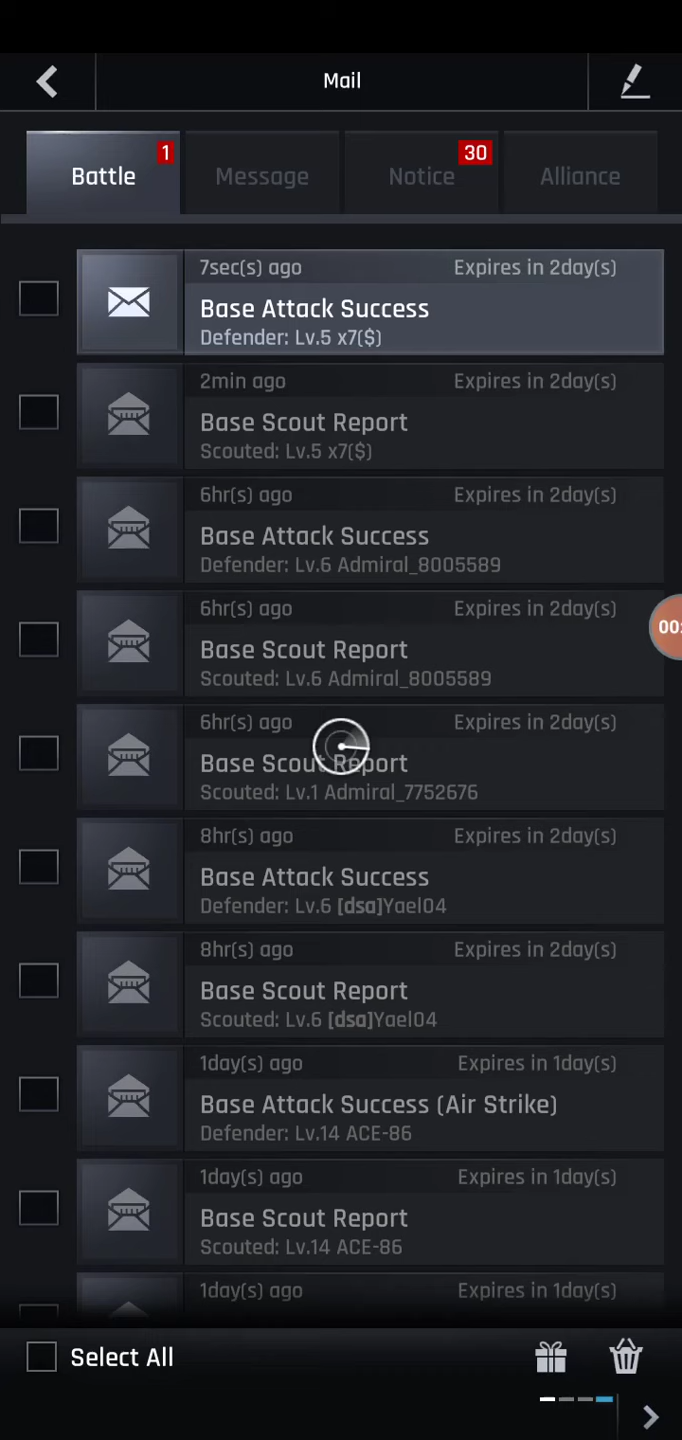 Mail
Battle
1
Message
Notice
30
Alliance
7sec(s) ago
Expires in 2day(s)
Base Attack Success
Defender: Lv.5 x7($)
2min ago
Expires in 2day(s)
Base Scout Report
Scouted: Lv.5 x7($)
6hr(s) ago
Expires in 2day(s)
Base Attack Success
Defender: Lv.6 Admiral_8005589
6hr(s) ago
Expires in 2day(s)
Base Scout Report
Scouted: Lv.6 Admiral_8005589
00:
6hr(s) ago
Expires in 2day(s)
Base Scout Report
Scouted: Lv.1 Admiral_7752676
8hr(s) ago
Expires in 2day(s)
Base Attack Success
Defender: Lv.6 [dsa]Yael04
8hr(s) ago
Expires in 2day(s)
Base Scout Report
Scouted: Lv.6 [dsa]Yael04
1day(s) ago
Expires in 1day(s)
Base Attack Success (Air Strike)
Defender: Lv.14 ACE-86
1day(s) ago
Expires in 1day(s)
Base Scout Report
Scouted: Lv.14 ACE-86
1day(s) ago
Expires in 1day(s)
Select All